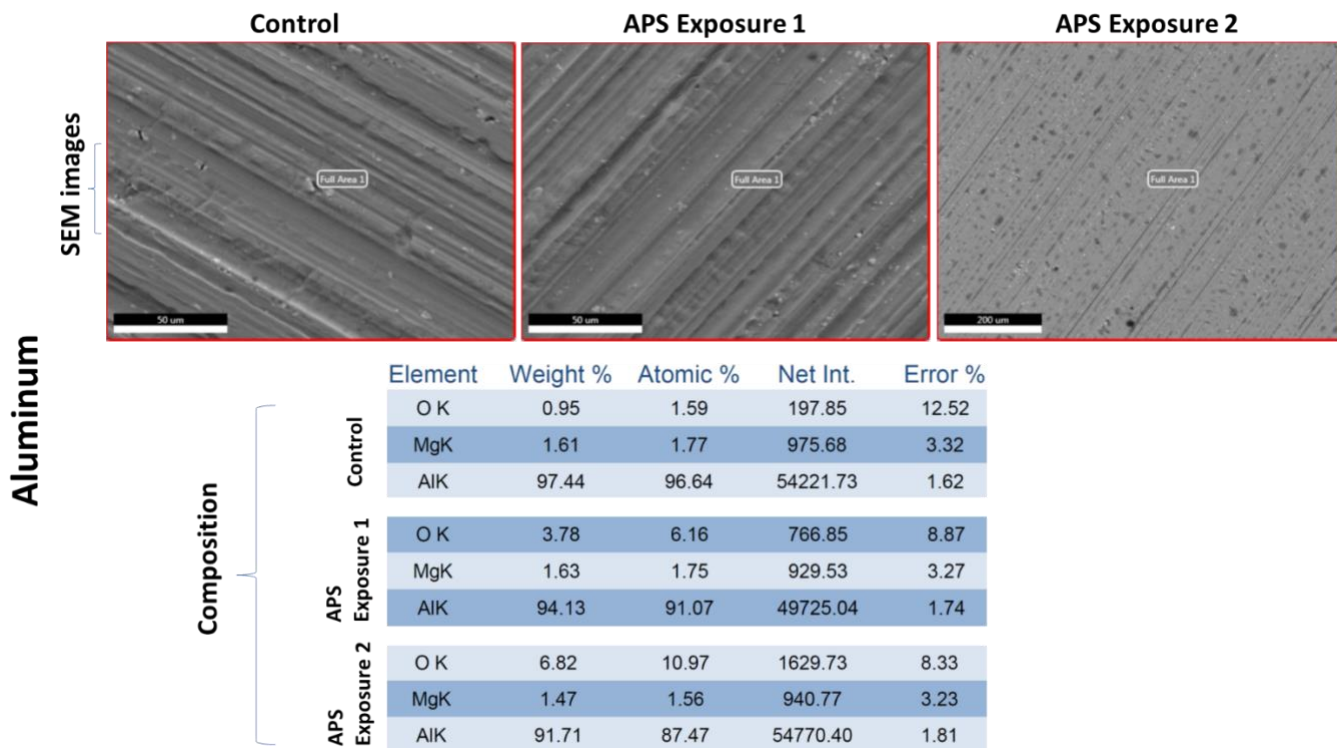 Control APS Exposure 1 APS Exposure 2
SEM images
Full Area 1 Full Area 1 Full Area 1
50 um 50 um 200 um
Aluminum
Composition
Element Weight % Atomic % Net Int. Error %
Control
O K 0.95 1.59 197.85 12.52
MgK 1.61 1.77 975.68 3.32
AlK 97.44 96.64 54221.73 1.62
APS
Exposure 1
O K 3.78 6.16 766.85 8.87
MgK 1.63 1.75 929.53 3.27
AlK 94.13 91.07 49725.04 1.74
APS
Exposure 2
O K 6.82 10.97 1629.73 8.33
MgK 1.47 1.56 940.77 3.23
AlK 91.71 87.47 54770.40 1.81